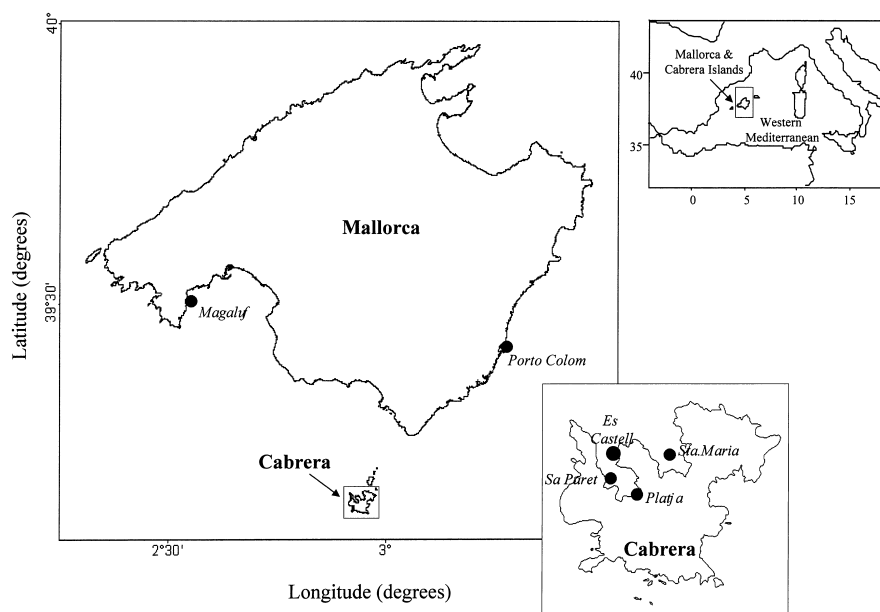 40°
Mallorca
Latitude (degrees)
39°30'
Magaluf
Porto Colom
Cabrera
2°30'
3°
Longitude (degrees)
Mallorca &
Cabrera Islands
40
Western
Mediterranean
35
0
5
10
15
Es
Castell
Sta.Maria
Sa Paret
Platja
Cabrera